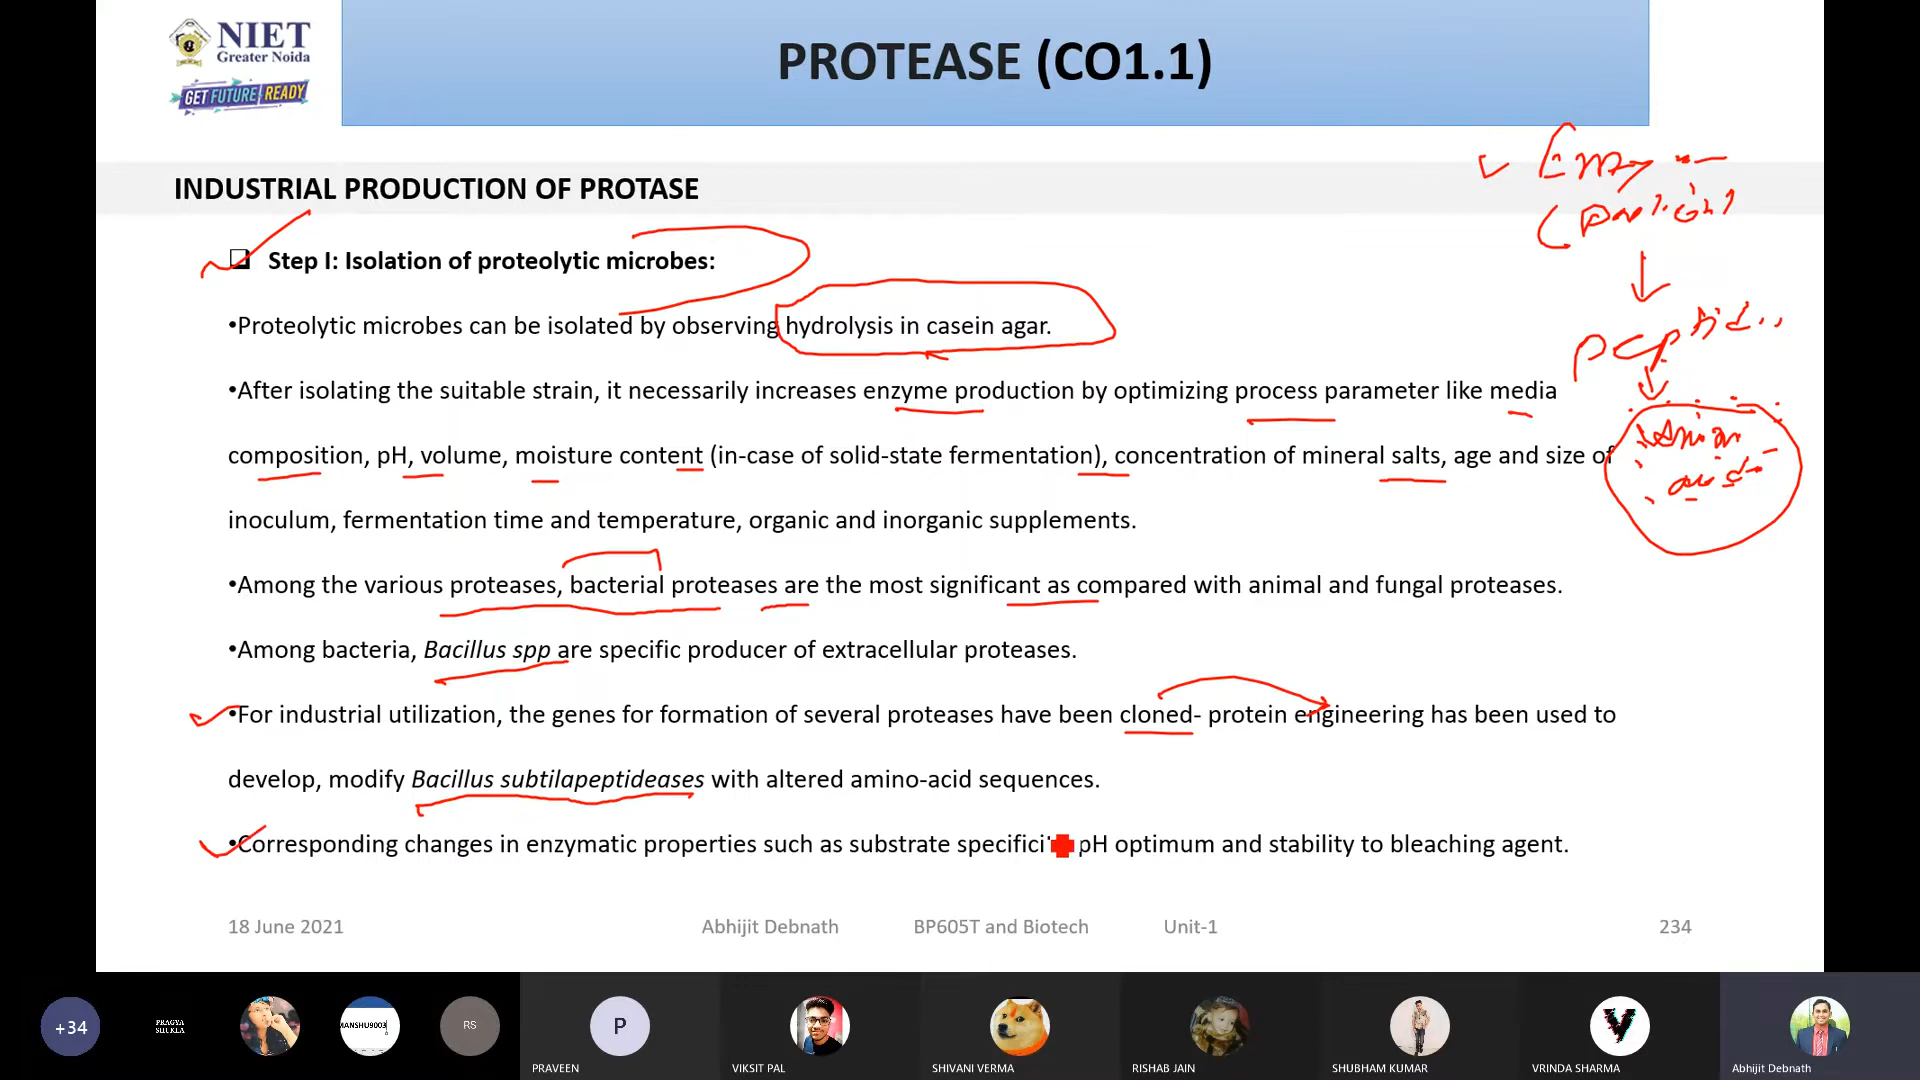 NIET
Greater Noida
GET FUTURE READY
PROTEASE (CO1.1)
INDUSTRIAL PRODUCTION OF PROTASE
Step I: Isolation of proteolytic microbes:
•Proteolytic microbes can be isolated by observing hydrolysis in casein agar.
•After isolating the suitable strain, it necessarily increases enzyme production by optimizing process parameter like media
composition, pH, volume, moisture content (in-case of solid-state fermentation), concentration of mineral salts, age and size of
inoculum, fermentation time and temperature, organic and inorganic supplements.
•Among the various proteases, bacterial proteases are the most significant as compared with animal and fungal proteases.
•Among bacteria, Bacillus spp are specific producer of extracellular proteases.
•For industrial utilization, the genes for formation of several proteases have been cloned- protein engineering has been used to
develop, modify Bacillus subtilapeptideases with altered amino-acid sequences.
•Corresponding changes in enzymatic properties such as substrate specifici pH optimum and stability to bleaching agent.
18 June 2021 Abhijit Debnath BP605T and Biotech Unit-1 234
+34
PRAGYA
SHUKLA
MANSHU9003
RS
P
PRAVEEN
VIKSIT PAL
SHIVANI VERMA
RISHAB JAIN
SHUBHAM KUMAR
V
VRINDA SHARMA
Abhijit Debnath